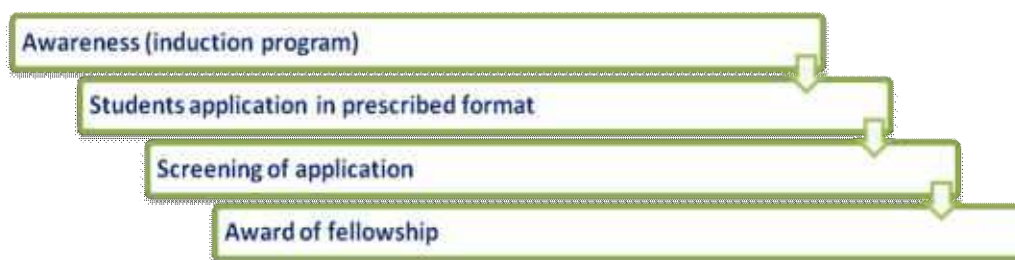 Awareness (induction program)
Students application in prescribed format
Screening of application
Award of fellowship